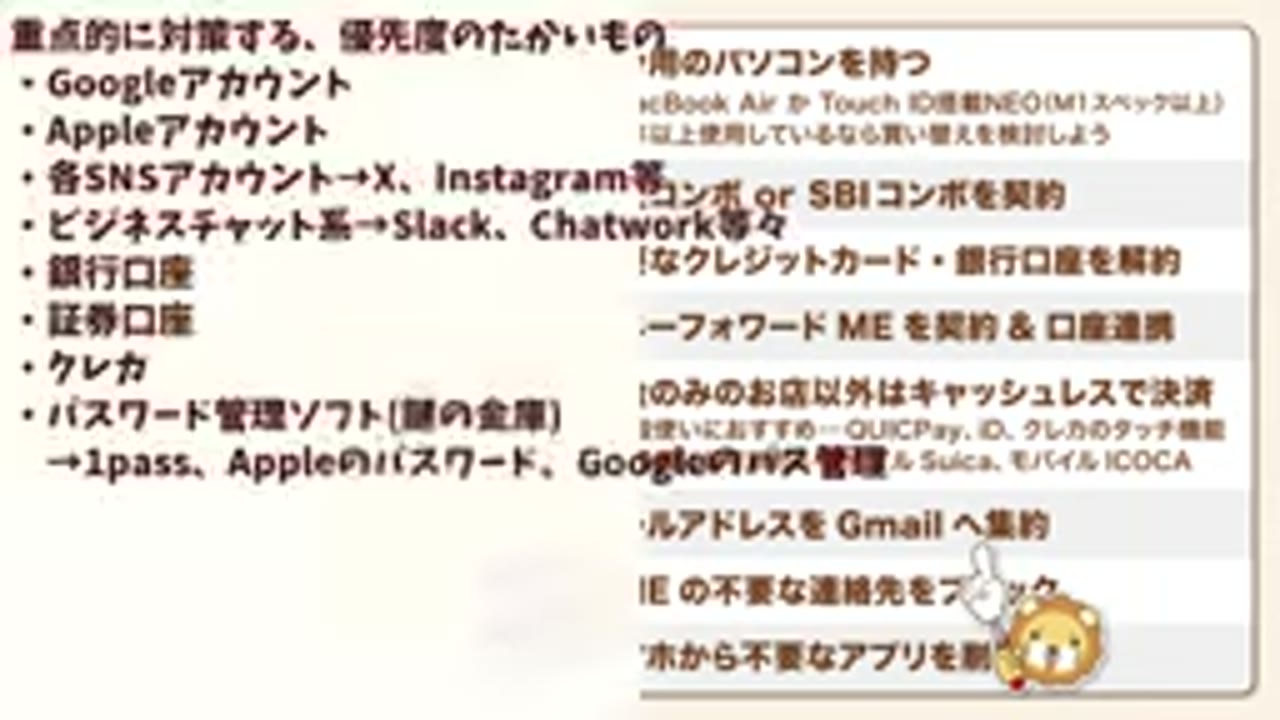 重点的に対策する、優先度のたかいもの
・Googleアカウント
・Appleアカウント
・各SNSアカウント→X、Instagram等
・ビジネスチャット系→Slack、Chatwork等々
・銀行口座
・証券口座
・クレカ
・パスワード管理ソフト(謎の金庫)
→1pass、Appleのパスワード、Googleのパス管理
用のパソコンを持つ
acBook Air か Touch ID搭載NEO(M1スペック以上)
以上使用しているなら買い替えを検討しよう
コンボ or SBIコンボを契約
なクレジットカード・銀行口座を解約
ーフォワード ME を契約 & 口座連携
のみのお店以外はキャッシュレスで決済
使いにおすすめ…QUICPay、iD、クレカのタッチ機能
ル Suica、モバイル ICOCA
ルアドレスを Gmail へ集約
NE の不要な連絡先をブ ック
ホから不要なアプリを削